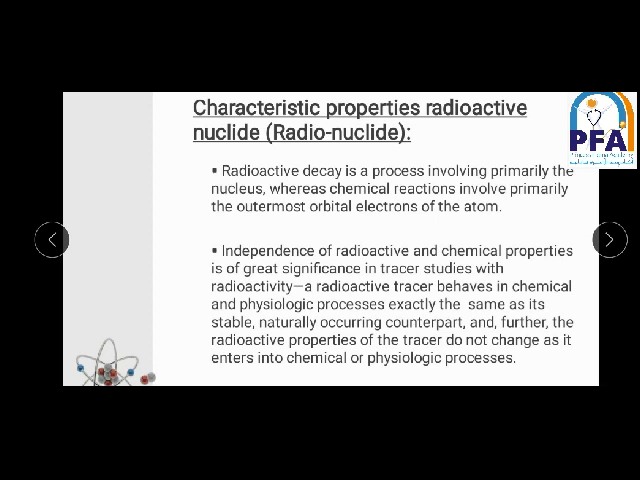 Characteristic properties radioactive
nuclide (Radio-nuclide):
▪ Radioactive decay is a process involving primarily the
nucleus, whereas chemical reactions involve primarily
the outermost orbital electrons of the atom.
▪ Independence of radioactive and chemical properties
is of great significance in tracer studies with
radioactivity—a radioactive tracer behaves in chemical
and physiologic processes exactly the same as its
stable, naturally occurring counterpart, and, further, the
radioactive properties of the tracer do not change as it
enters into chemical or physiologic processes.
PFA